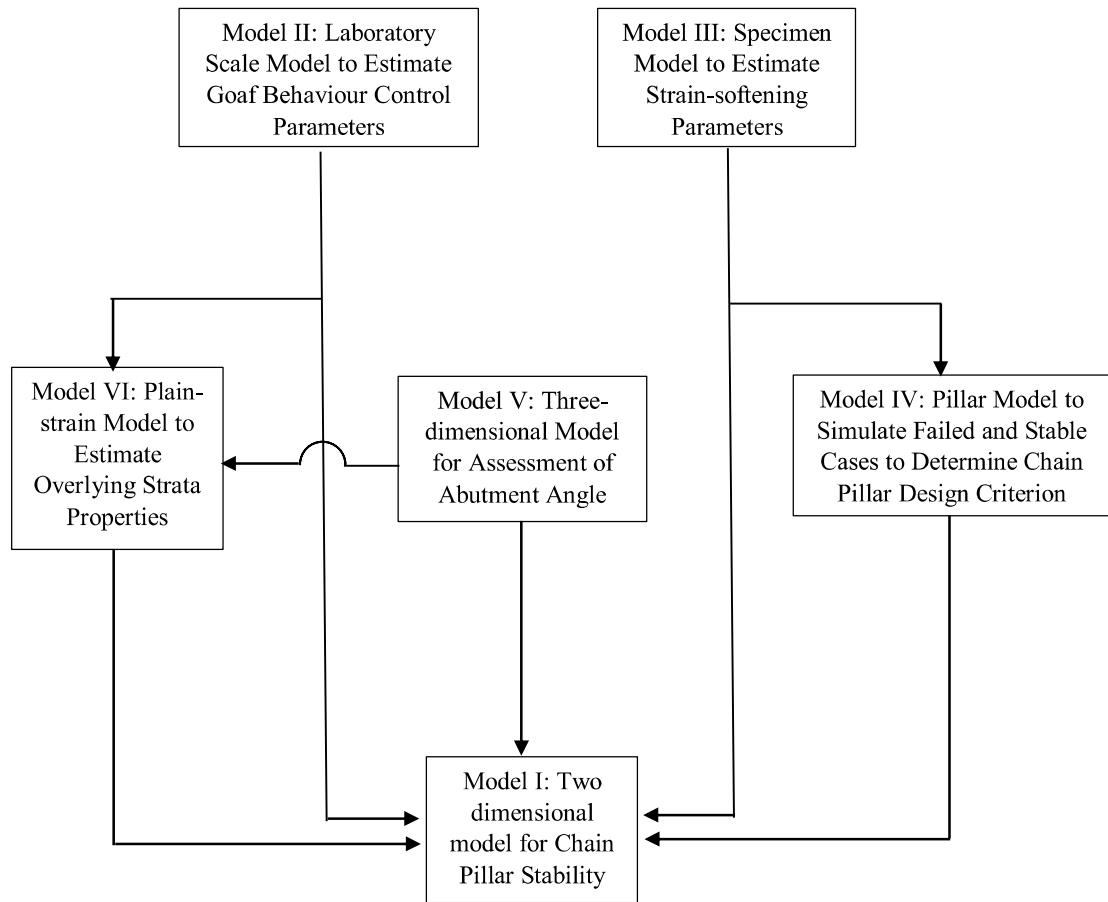 Model II: Laboratory
Scale Model to Estimate
Goaf Behaviour Control
Parameters
Model III: Specimen
Model to Estimate
Strain-softening
Parameters
Model VI: Plain-
strain Model to
Estimate
Overlying Strata
Properties
Model V: Three-
dimensional Model
for Assessment of
Abutment Angle
Model IV: Pillar Model to
Simulate Failed and Stable
Cases to Determine Chain
Pillar Design Criterion
Model I: Two
dimensional
model for Chain
Pillar Stability